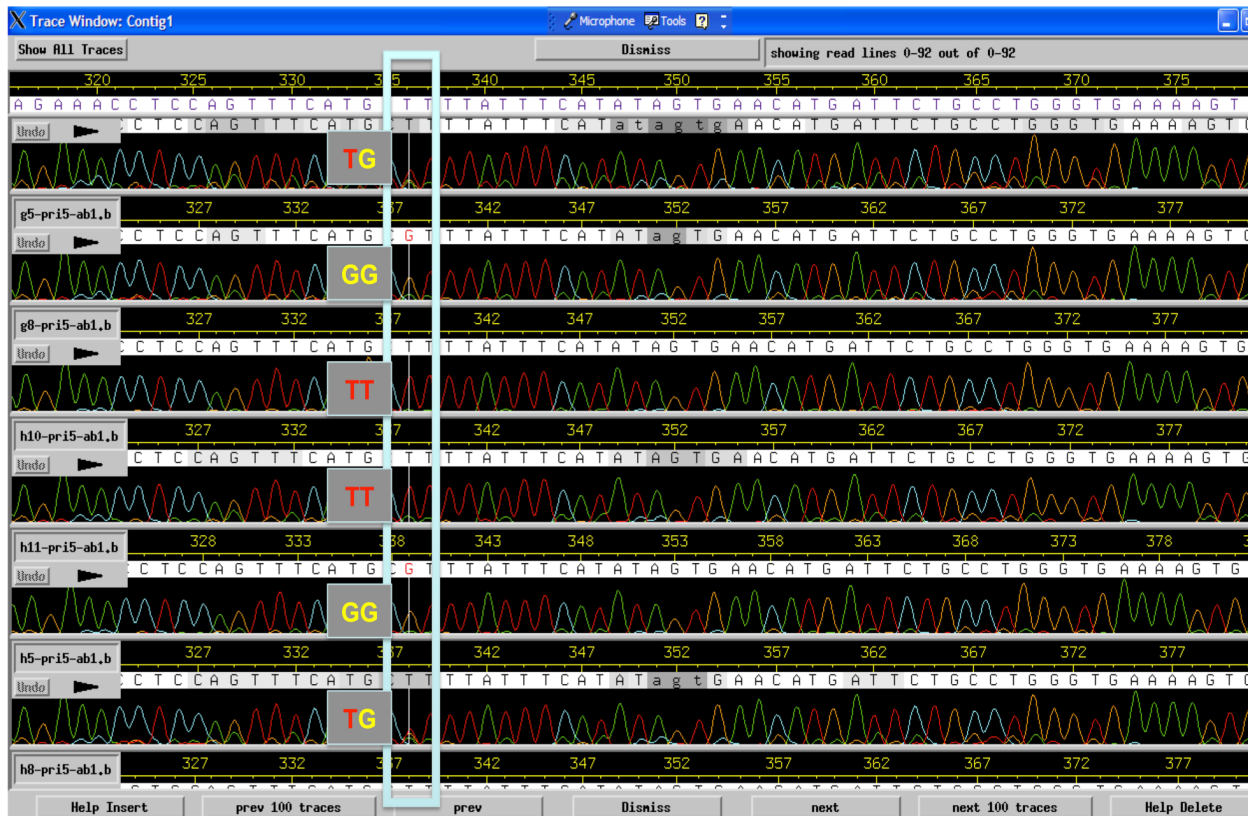 Trace Window: Contig1 Microphone Tools
Show All Traces Dismiss showing read lines 0-92 out of 0-92
320 325 330 340 345 350 355 360 365 370 375
A G A A A C C T C C A G T T T C A T G T T T T A T T T C A T A T A G T G A A C A T G A T T C T G C C T G G G T G A A A A G T
Undo C C T C C A G T T T C A T G C T T T T A T T T C A T a t a g t g A A C A T G A T T C T G C C T G G G T G A A A A G T
TG
327 332 342 347 352 357 362 367 372 377
g5-pri5-ab1.b
Undo C C T C C A G T T T C A T G C G T T T A T T T C A T A T a g T G A A C A T G A T T C T G C C T G G G T G A A A A G T G
GG
327 332 342 347 352 357 362 367 372 377
g8-pri5-ab1.b
Undo C C T C C A G T T T C A T G T T T T A T T T C A T A T A G T G A A C A T G A T T C T G C C T G G G T G A A A A G T G
TT
327 332 342 347 352 357 362 367 372 377
h10-pri5-ab1.b
Undo C T C C A G T T T C A T G T T T T A T T T C A T A T A G T G A A C A T G A T T C T G C C T G G G T G A A A A G T G
TT
328 333 343 348 353 358 363 368 373 378
h11-pri5-ab1.b
Undo C C T C C A G T T T C A T G C G T T T A T T T C A T A T A G T G A A C A T G A T T C T G C C T G G G T G A A A A G T G
GG
327 332 342 347 352 357 362 367 372 377
h5-pri5-ab1.b
Undo C C T C C A G T T T C A T G C T T T T A T T T C A T A T a g t G A A C A T G A T T C T G C C T G G G T G A A A A G T G
TG
327 332 342 347 352 357 362 367 372 377
h8-pri5-ab1.b
Help Insert prev 100 traces prev Dismiss next next 100 traces Help Delete